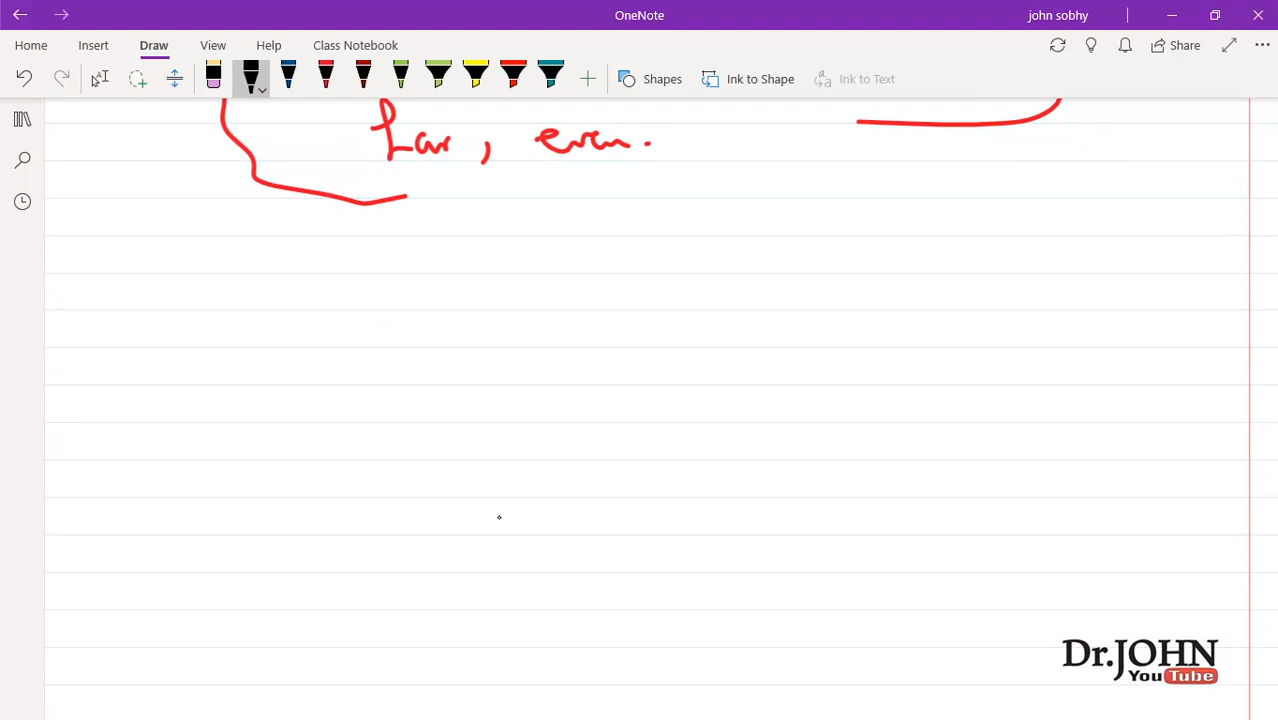 OneNote
john sobhy
Home Insert Draw View Help Class Notebook
Share
Shapes Ink to Shape Ink to Text
far, even.
Dr.JOHN
YouTube